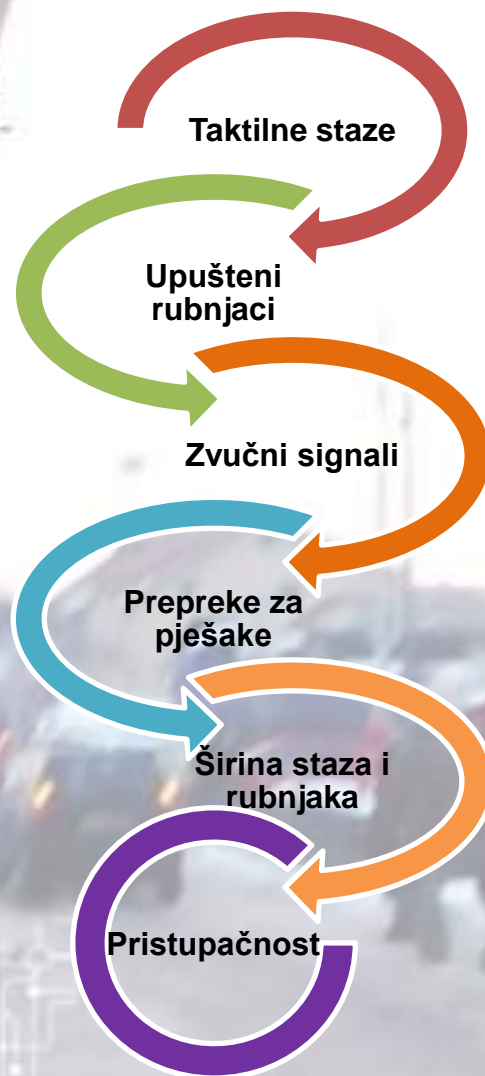 Taktilne staze
Upušteni
rubnjaci
Zvučni signali
Prepreke za
pješake
Širina staza i
rubnjaka
Pristupačnost